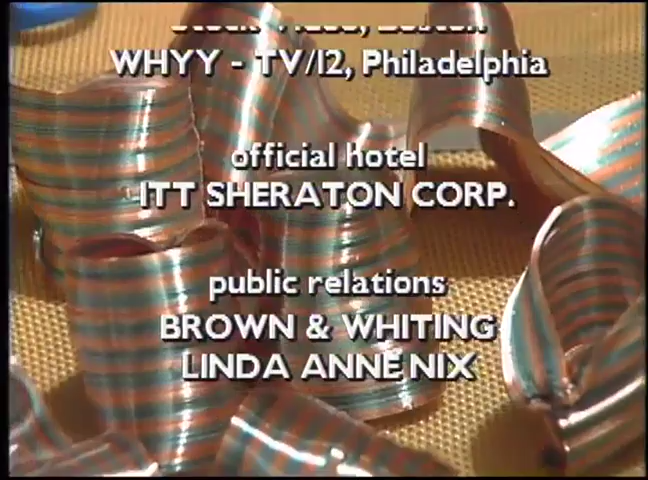 WHYY - TV/12, Philadelphia
official hotel
ITT SHERATON CORP.
public relations
BROWN & WHITING
LINDA ANNE NIX